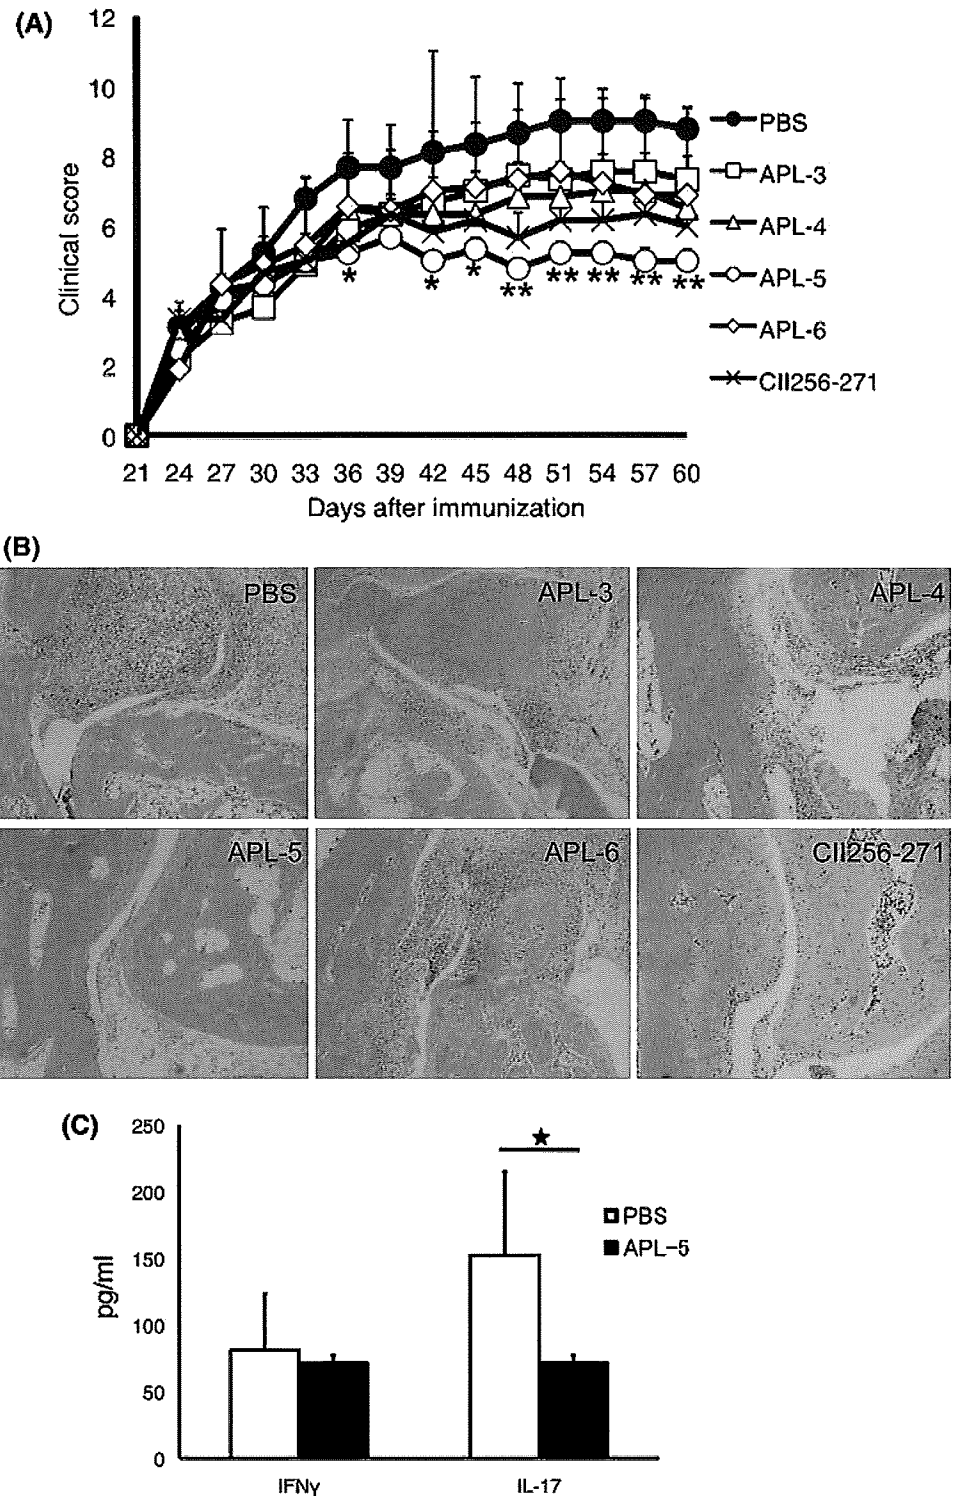 (A)
12
10
8
6
4
2
0
Clinical score
21 24 27 30 33 36 39 42 45 48 51 54 57 60
Days after immunization
* * * ** ** ** ** **
PBS
APL-3
APL-4
APL-5
APL-6
CII256-271
(B)
PBS
APL-3
APL-4
APL-5
APL-6
CII256-271
(C)
250
200
150
100
50
0
pg/ml
★
PBS
APL-5
IFNγ
IL-17